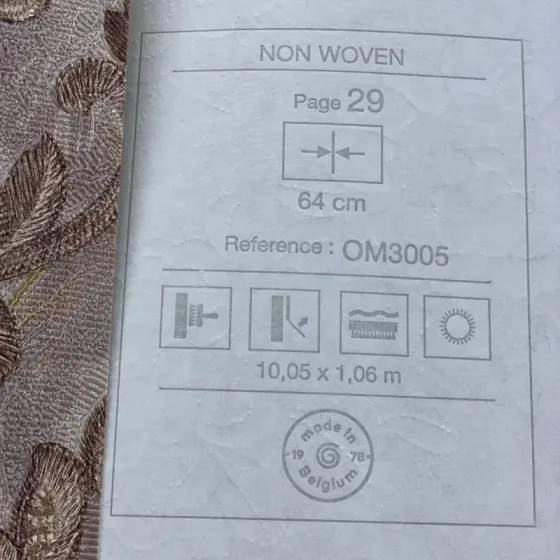 NON WOVEN
Page 29
64 cm
Reference : OM3005
10,05 x 1,06 m
made in
19 78
Belgium